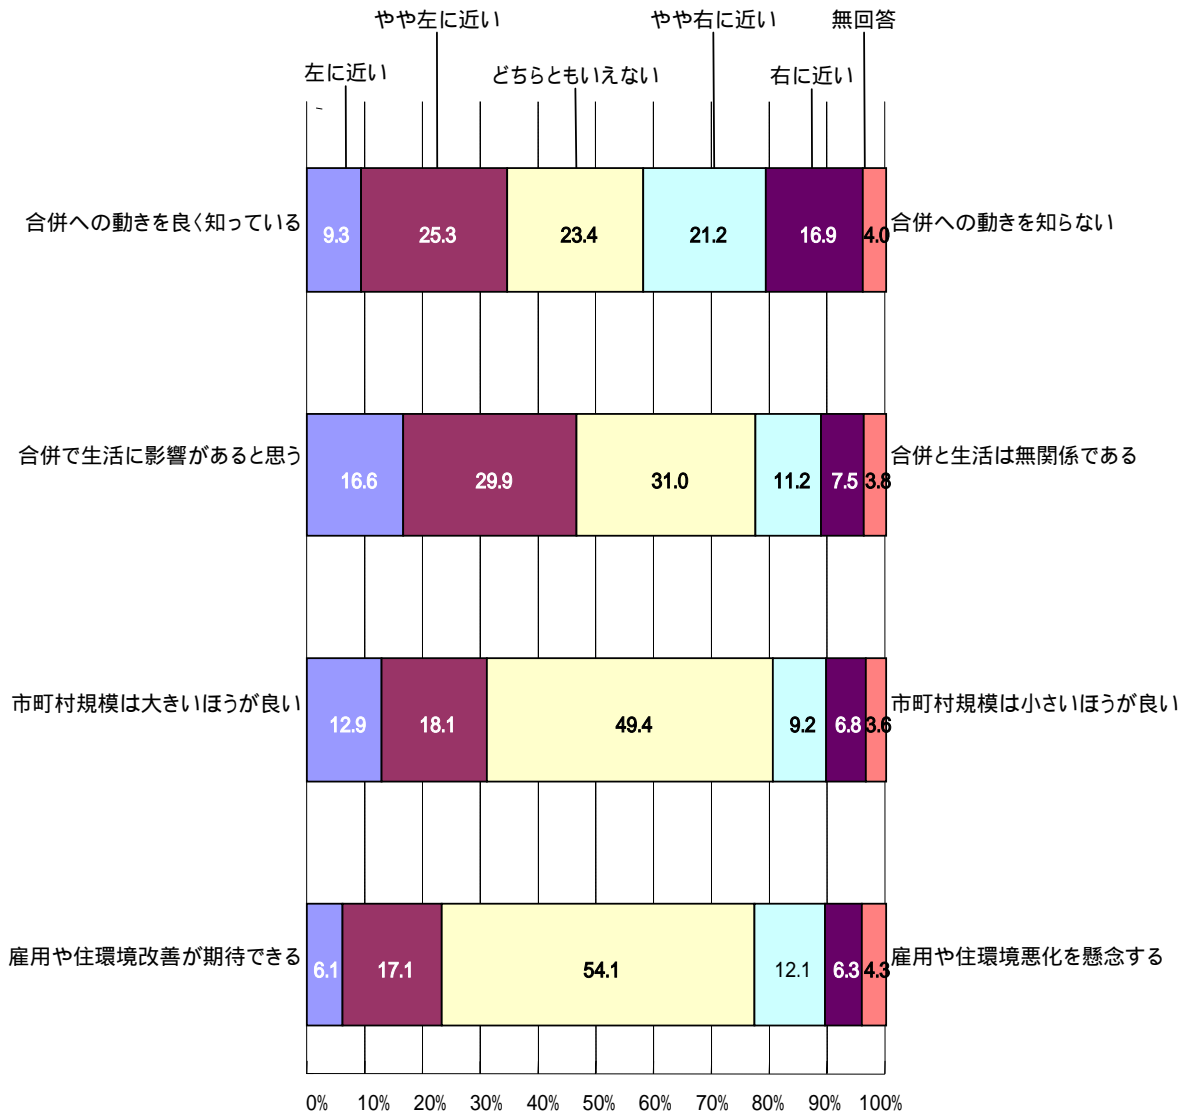 やや左に近い やや右に近い 無回答
左に近い どちらともいえない 右に近い
合併への動きを良く知っている 9.3 25.3 23.4 21.2 16.9 4.0 合併への動きを知らない
合併で生活に影響があると思う 16.6 29.9 31.0 11.2 7.5 3.8 合併と生活は無関係である
市町村規模は大きいほうが良い 12.9 18.1 49.4 9.2 6.8 3.6 市町村規模は小さいほうが良い
雇用や住環境改善が期待できる 6.1 17.1 54.1 12.1 6.3 4.3 雇用や住環境悪化を懸念する
0% 10% 20% 30% 40% 50% 60% 70% 80% 90% 100%